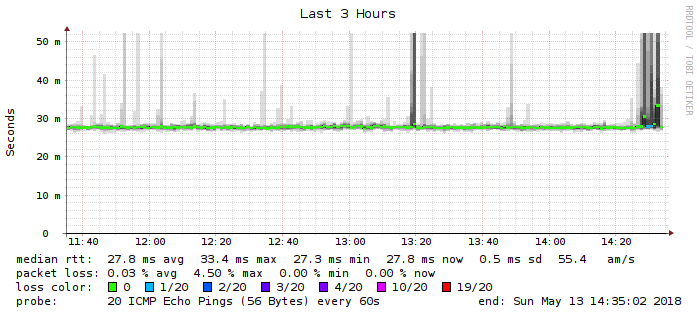 Last 3 Hours
RRDTOOL / TOBI OETIKER
Seconds
50 m
40 m
30 m
20 m
10 m
0
11:40 12:00 12:20 12:40 13:00 13:20 13:40 14:00 14:20
median rtt: 27.8 ms avg 33.4 ms max 27.3 ms min 27.8 ms now 0.5 ms sd 55.4 am/s
packet loss: 0.03 % avg 4.50 % max 0.00 % min 0.00 % now
loss color: 0 1/20 2/20 3/20 4/20 10/20 19/20
probe: 20 ICMP Echo Pings (56 Bytes) every 60s end: Sun May 13 14:35:02 2018